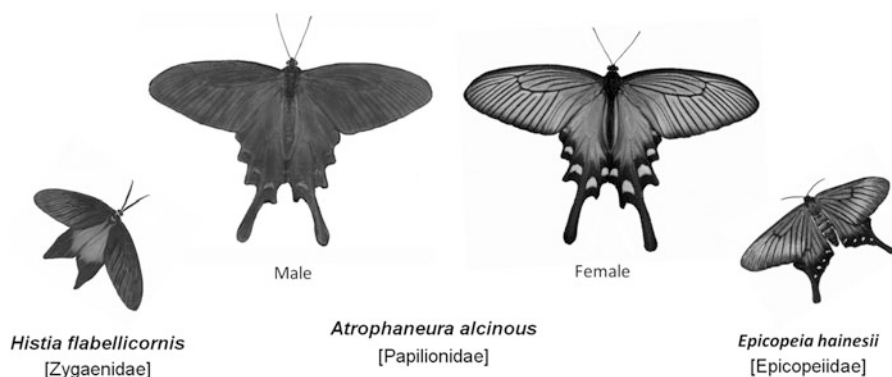 Male
Female
Histia flabellicornis
[Zygaenidae]
Atrophaneura alcinous
[Papilionidae]
Epicopeia hainesii
[Epicopeiidae]